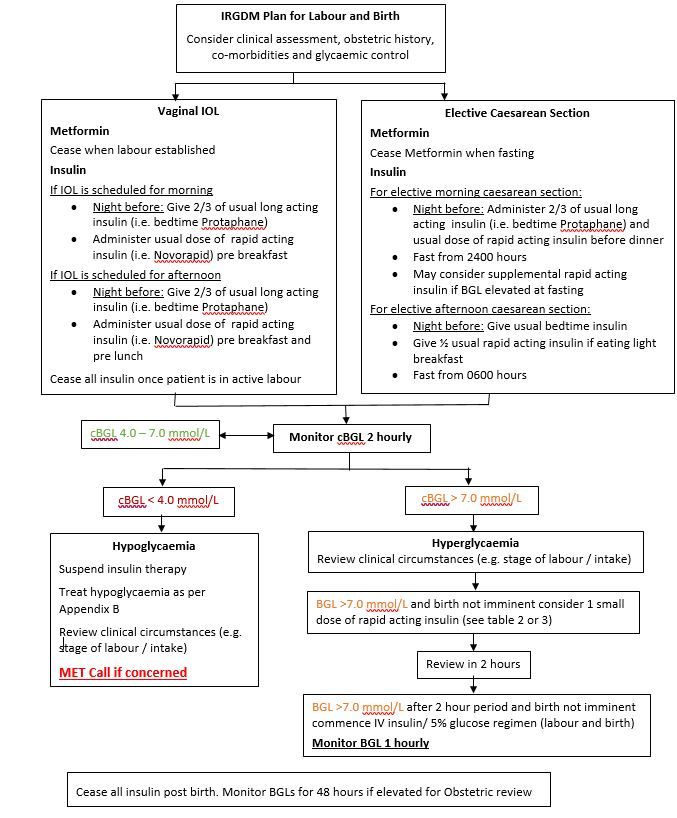 IRGDM Plan for Labour and Birth
Consider clinical assessment, obstetric history,
co-morbidities and glycaemic control
Vaginal IOL
Metformin
Cease when labour established
Insulin
If IOL is scheduled for morning
• Night before: Give 2/3 of usual long acting
insulin (i.e. bedtime Protaphane)
• Administer usual dose of rapid acting
insulin (i.e. Novorapid) pre breakfast
If IOL is scheduled for afternoon
• Night before: Give 2/3 of usual long acting
insulin (i.e. bedtime Protaphane)
• Administer usual dose of rapid acting
insulin (i.e. Novorapid) pre breakfast and
pre lunch
Cease all insulin once patient is in active labour
Elective Caesarean Section
Metformin
Cease Metformin when fasting
Insulin
For elective morning caesarean section:
• Night before: Administer 2/3 of usual long
acting insulin (i.e. bedtime Protaphane) and
usual dose of rapid acting insulin before dinner
• Fast from 2400 hours
• May consider supplemental rapid acting
insulin if BGL elevated at fasting
For elective afternoon caesarean section:
• Night before: Give usual bedtime insulin
• Give ½ usual rapid acting insulin if eating light
breakfast
• Fast from 0600 hours
cBGL 4.0 – 7.0 mmol/L
Monitor cBGL 2 hourly
cBGL < 4.0 mmol/L
cBGL > 7.0 mmol/L
Hypoglycaemia
Suspend insulin therapy
Treat hypoglycaemia as per
Appendix B
Review clinical circumstances (e.g.
stage of labour / intake)
MET Call if concerned
Hyperglycaemia
Review clinical circumstances (e.g. stage of labour / intake)
BGL >7.0 mmol/L and birth not imminent consider 1 small
dose of rapid acting insulin (see table 2 or 3)
Review in 2 hours
BGL >7.0 mmol/L after 2 hour period and birth not imminent
commence IV insulin/ 5% glucose regimen (labour and birth)
Monitor BGL 1 hourly
Cease all insulin post birth. Monitor BGLs for 48 hours if elevated for Obstetric review